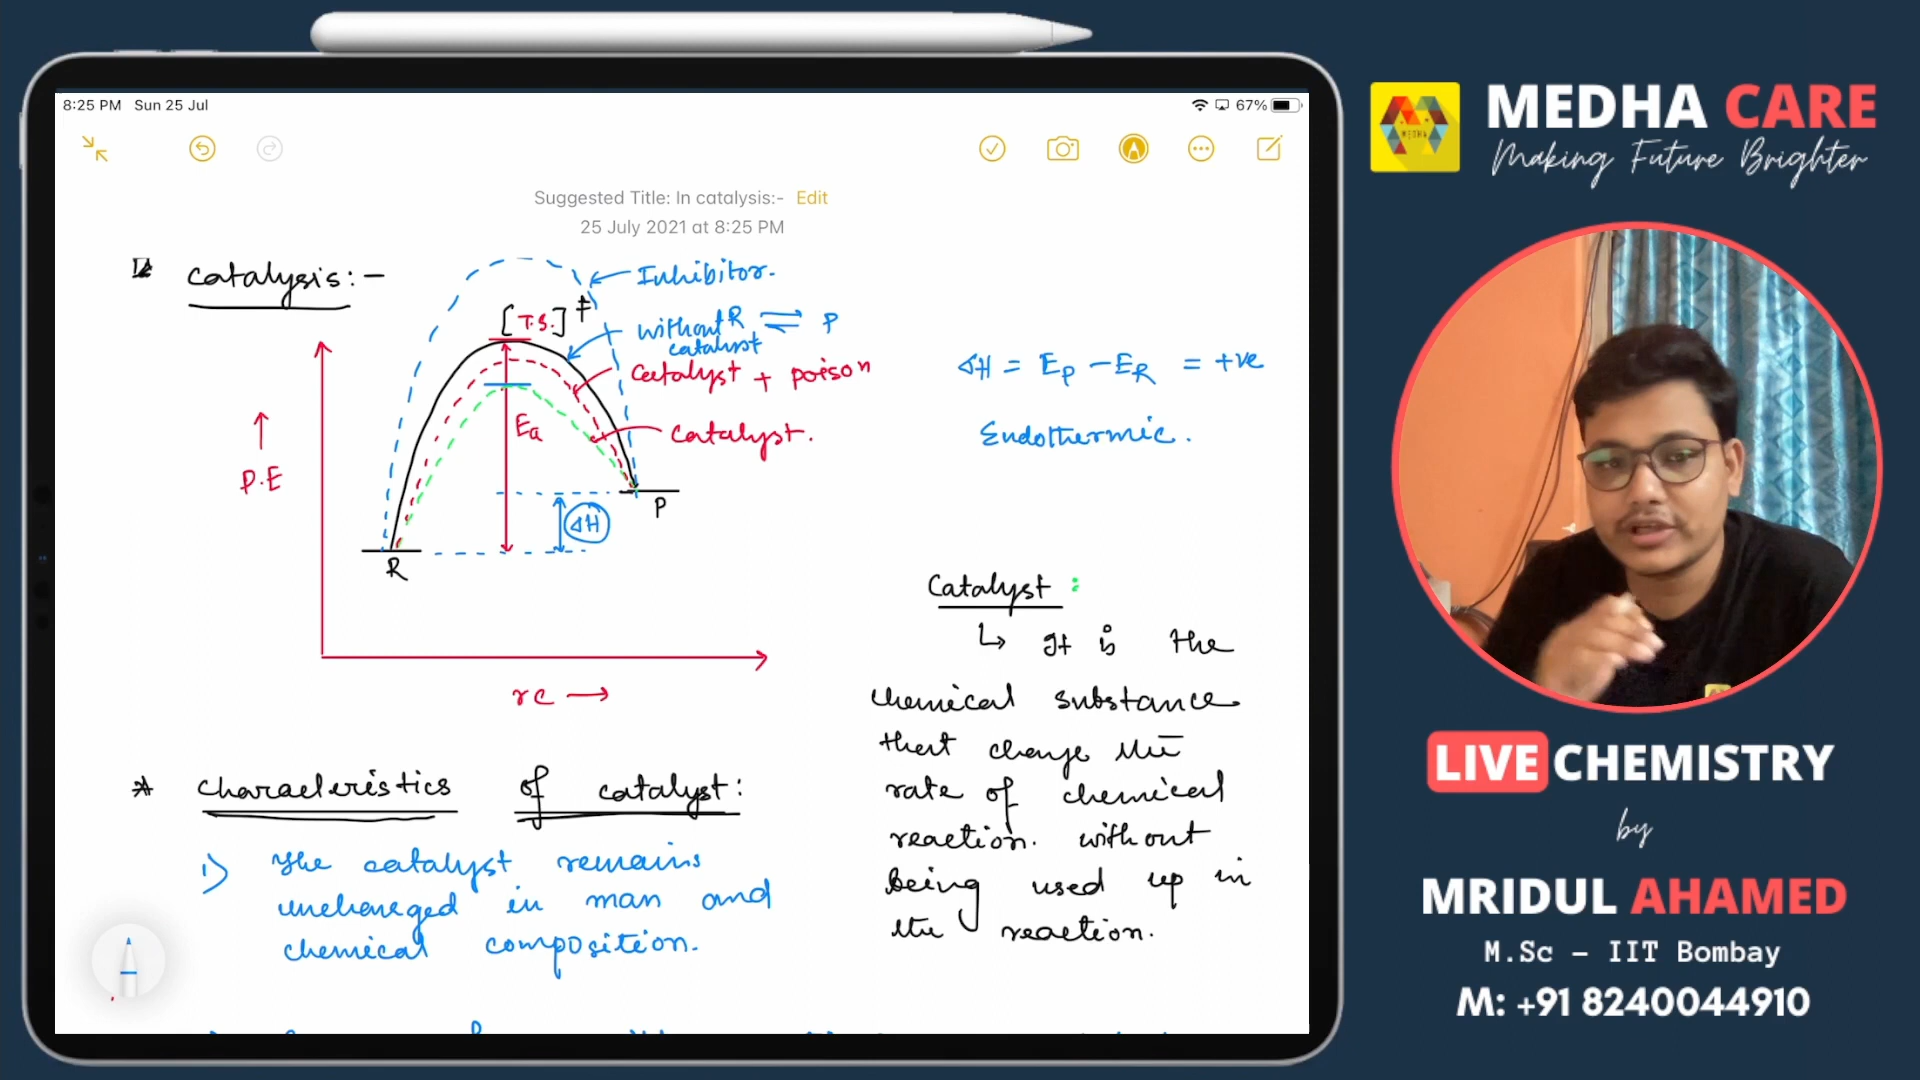 8:25 PM Sun 25 Jul
67%
Suggested Title: In catalysis:- Edit
25 July 2021 at 8:25 PM
Catalysis:-
Inhibitor.
[T.S.]‡
without R ⇌ P
catalyst
Catalyst + poison
Catalyst.
Ea
↑
P.E
ΔH
R
P
rc →
ΔH = EP - ER = +ve
Endothermic.
Catalyst :
↳ It is the
chemical substance
that change the
rate of chemical
reaction. without
being used up in
the reaction.
* Characteristics of catalyst:
1) The catalyst remains
unchanged in man and
chemical composition.
MEDHA CARE
Making Future Brighter
MEDHA
LIVE CHEMISTRY
by
MRIDUL AHAMED
M.Sc - IIT Bombay
M: +91 8240044910